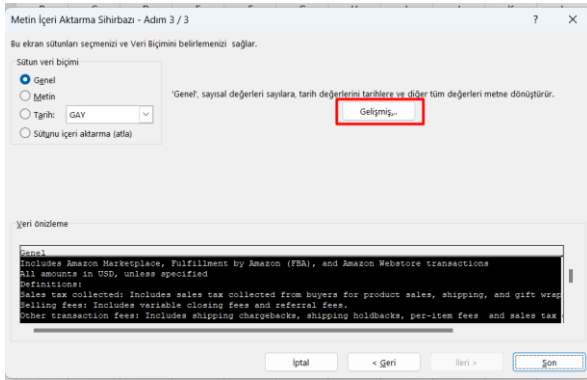 Metin İçeri Aktarma Sihirbazı - Adım 3 / 3
?
Bu ekran sütunları seçmenizi ve Veri Biçimini belirlemenizi sağlar.
Sütun veri biçimi
Genel
Metin
Tarih: GAY
Sütunu içeri aktarma (atla)
'Genel', sayısal değerleri sayılara, tarih değerlerini tarihlere ve diğer tüm değerleri metne dönüştürür.
Gelişmiş...
Veri önizleme
Genel
Includes Amazon Marketplace, Fulfillment by Amazon (FBA), and Amazon Webstore transactions
All amounts in USD, unless specified
Definitions:
Sales tax collected: Includes sales tax collected from buyers for product sales, shipping, and gift wrap
Selling fees: Includes variable closing fees and referral fees.
Other transaction fees: Includes shipping chargebacks, shipping holdbacks, per-item fees and sales tax
İptal
< Geri
İleri >
Son